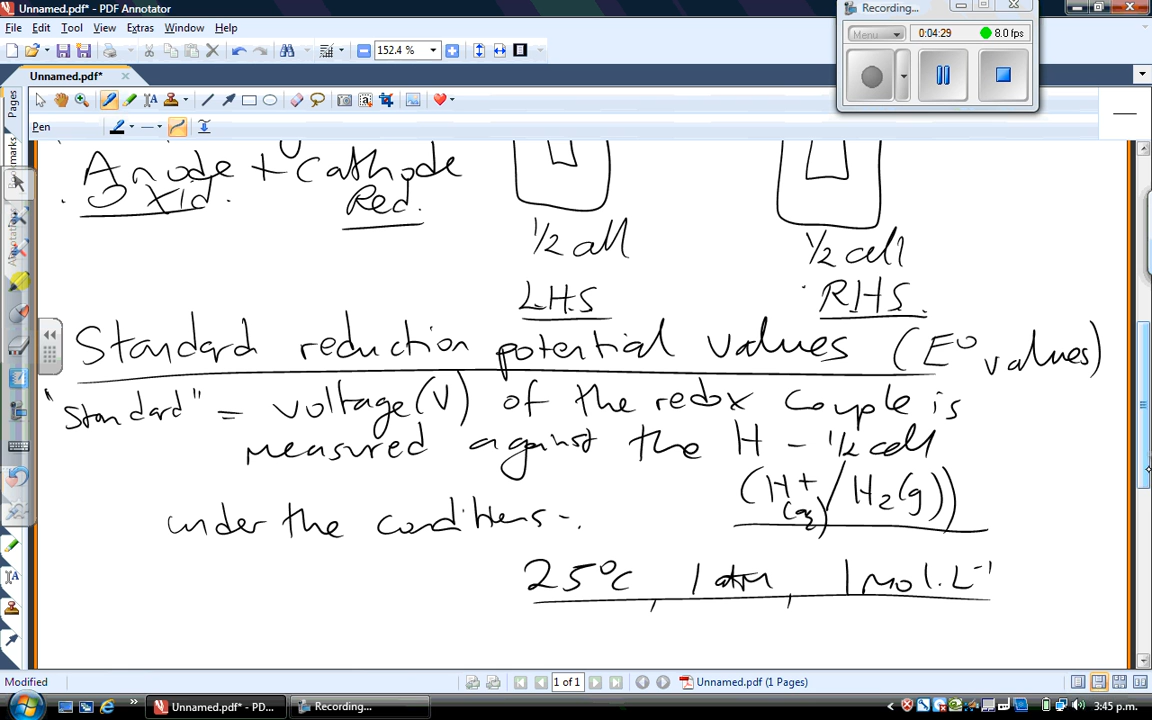 Unnamed.pdf* - PDF Annotator
File Edit Tool View Extras Window Help
152.4 %
Unnamed.pdf*
Pen
Recording...
Menu 0:04:29 8.0 fps
Pages
Bookmarks
Annotations
Anode + Cathode
Oxid. Red.
1/2 cell 1/2 cell
L.H.S R.H.S.
Standard reduction potential values (E° values)
"Standard" = voltage (V) of the redox couple is
measured against the H - 1/2 cell
(H+(aq)/H2(g))
under the conditions -.
25°C, 1 atm, 1 mol.L-1
Modified 1 of 1 Unnamed.pdf (1 Pages)
Unnamed.pdf* - PD... Recording... 3:45 p.m.